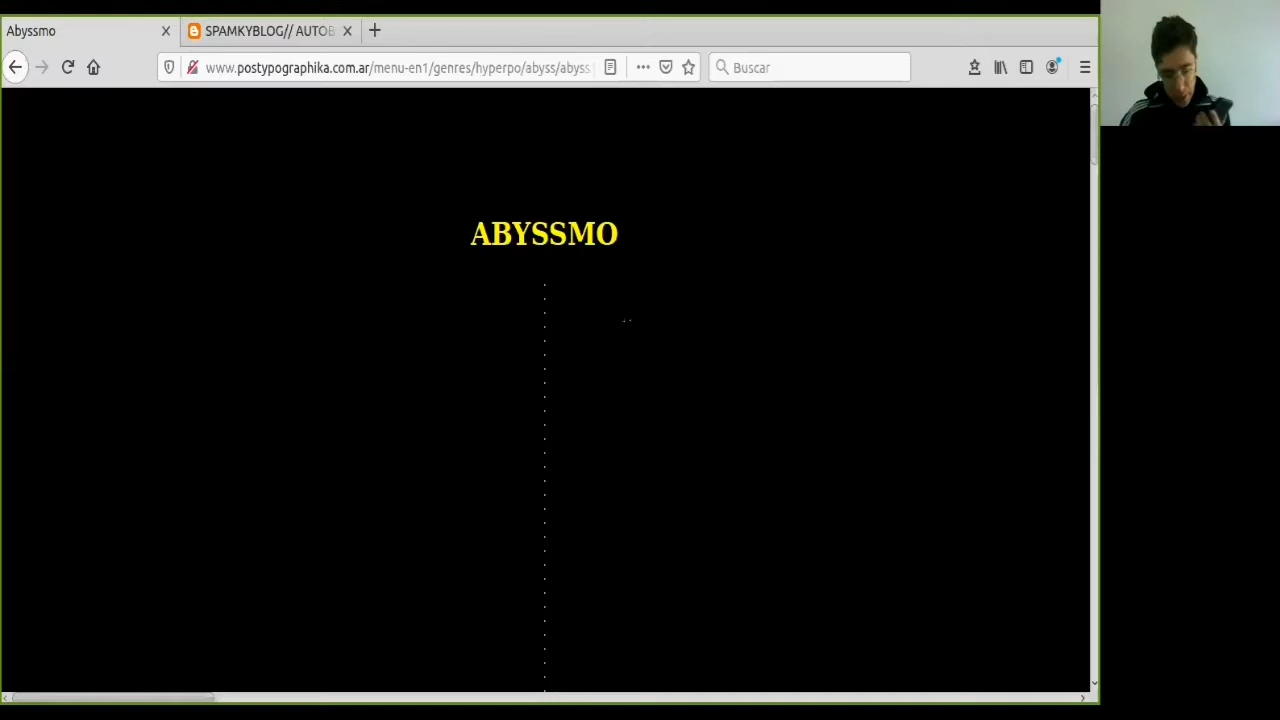 Abyssmo
SPAMKYBLOG// AUTOB
www.postypographika.com.ar/menu-en1/genres/hyperpo/abyss/abyss
Buscar
ABYSSMO